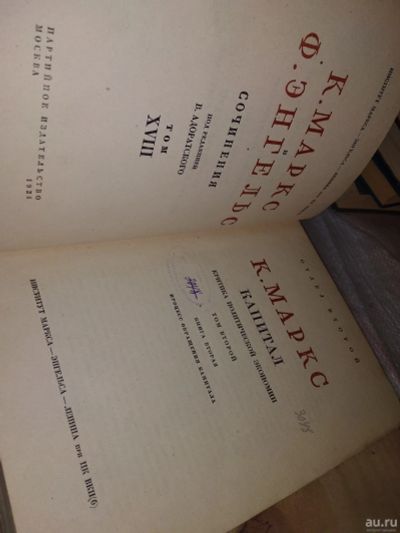 К. МАРКС
и
Ф. ЭНГЕЛЬС
СОЧИНЕНИЯ
ПОД РЕДАКЦИЕЙ
В. АДОРАТСКОГО
ТОМ
XVIII
ПАРТИЙНОЕ ИЗДАТЕЛЬСТВО
МОСКВА
ОТДЕЛ ВТОРОЙ
К. МАРКС
КАПИТАЛ
КРИТИКА ПОЛИТИЧЕСКОЙ ЭКОНОМИИ
ТОМ ВТОРОЙ
КНИГА ВТОРАЯ
ПРОЦЕСС ОБРАЩЕНИЯ КАПИТАЛА
ИНСТИТУТ МАРКСА—ЭНГЕЛЬСА—ЛЕНИНА при ЦК ВКП(б)
au.ru